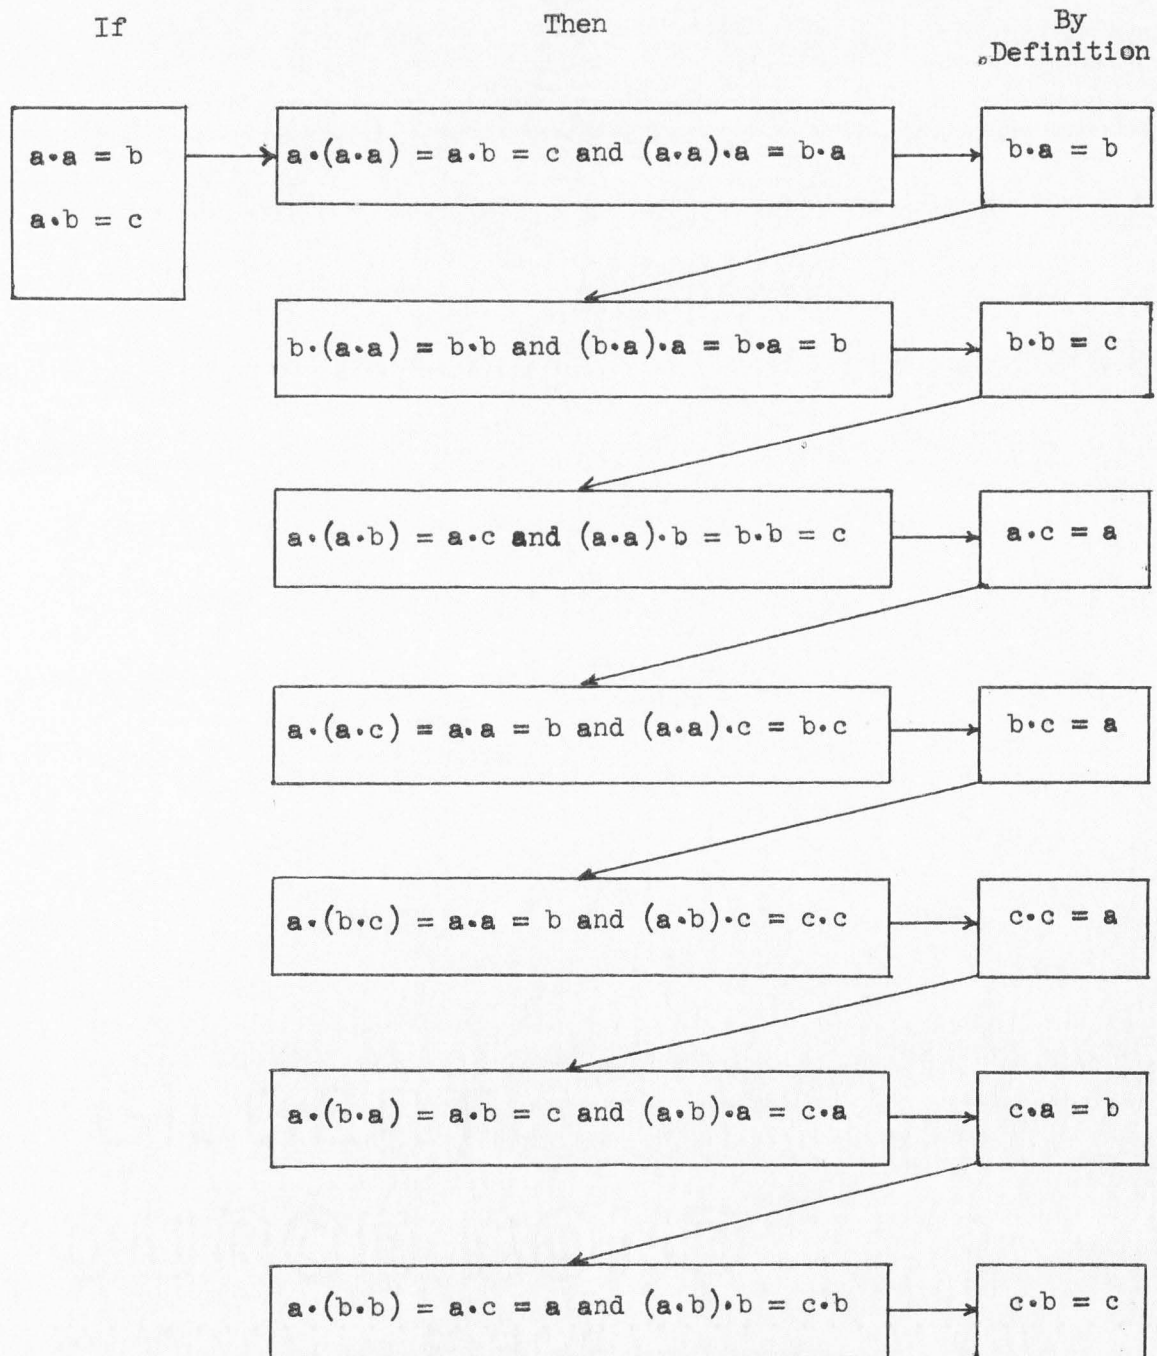 If
Then
By
Definition
a•a = b
a•b = c
a•(a•a) = a•b = c and (a•a)•a = b•a
b•a = b
b•(a•a) = b•b and (b•a)•a = b•a = b
b•b = c
a•(a•b) = a•c and (a•a)•b = b•b = c
a•c = a
a•(a•c) = a•a = b and (a•a)•c = b•c
b•c = a
a•(b•c) = a•a = b and (a•b)•c = c•c
c•c = a
a•(b•a) = a•b = c and (a•b)•a = c•a
c•a = b
a•(b•b) = a•c = a and (a•b)•b = c•b
c•b = c